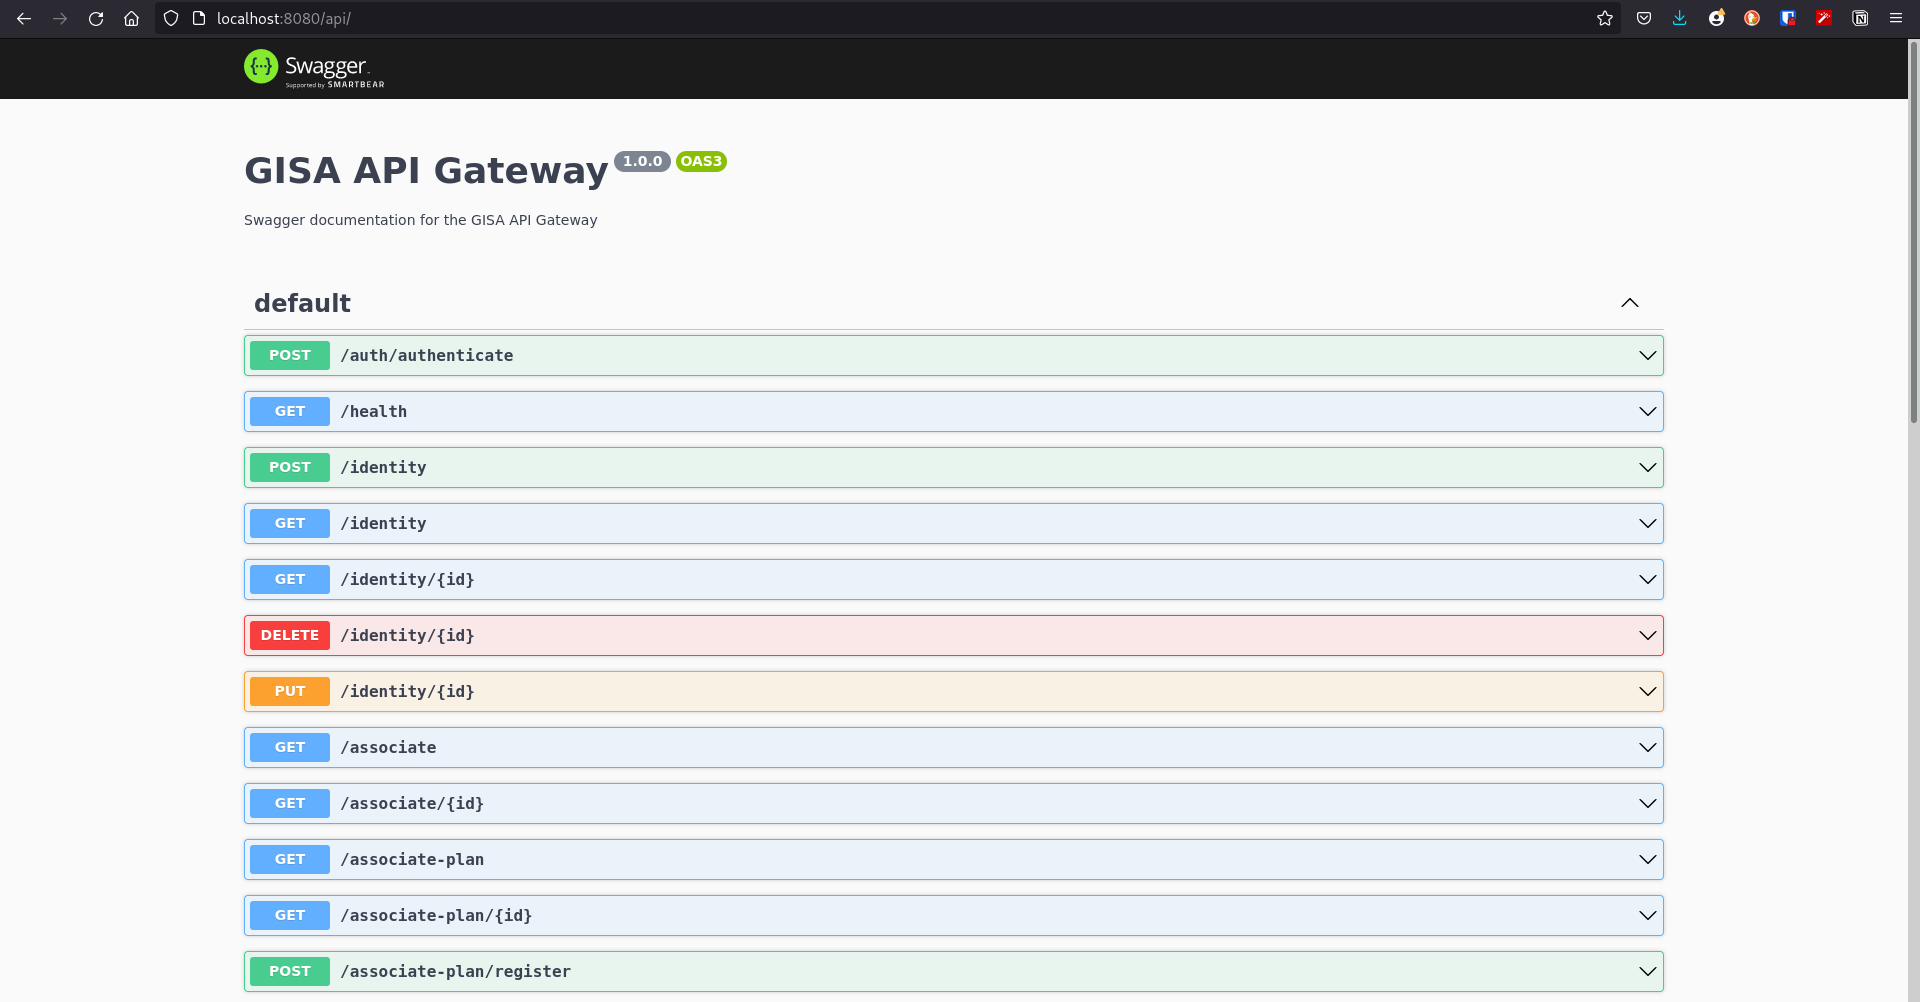 localhost:8080/api/
Swagger
Supported by SMARTBEAR
GISA API Gateway 1.0.0 OAS3
Swagger documentation for the GISA API Gateway
default
POST /auth/authenticate
GET /health
POST /identity
GET /identity
GET /identity/{id}
DELETE /identity/{id}
PUT /identity/{id}
GET /associate
GET /associate/{id}
GET /associate-plan
GET /associate-plan/{id}
POST /associate-plan/register